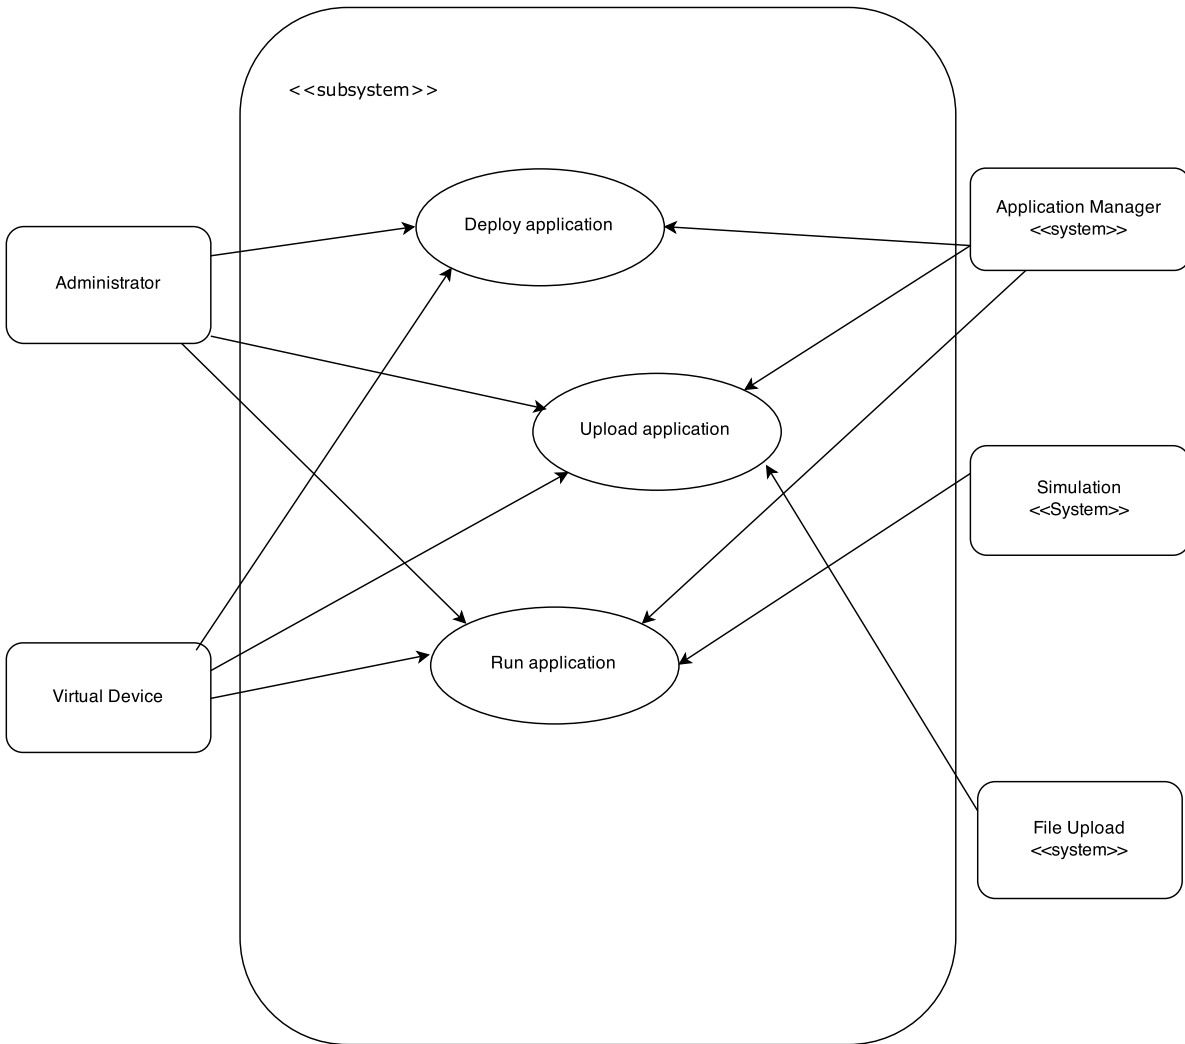 <<subsystem>>
Deploy application
Application Manager
<<system>>
Administrator
Upload application
Simulation
<<System>>
Run application
Virtual Device
File Upload
<<system>>